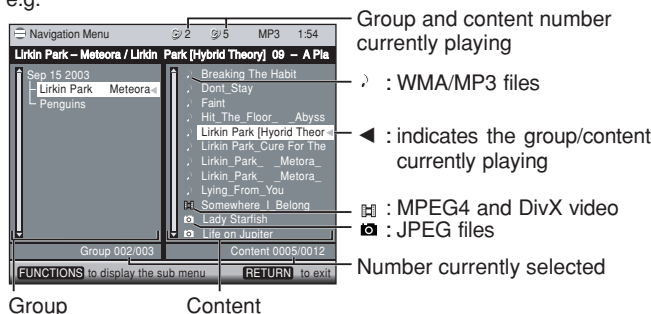 e.g.
Navigation Menu 2 5 MP3 1:54
Lirkin Park – Meteora / Lirkin Park [Hybrid Theory] 09 – A Pla
Sep 15 2003
Lirkin Park Meteora
Penguins
Breaking The Habit
Dont_Stay
Faint
Hit_The_Floor_ _Abyss
Lirkin Park [Hyorid Theor
Lirkin Park_Cure For The
Lirkin_Park_ _Metora_
Lirkin_Park_ _Metora_
Lying_From_You
Somewhere_I_Belong
Lady Starfish
Life on Jupiter
Group 002/003
Content 0005/0012
FUNCTIONS to display the sub menu RETURN to exit
Group and content number
currently playing
: WMA/MP3 files
◀ : indicates the group/content
currently playing
: MPEG4 and DivX video
: JPEG files
Number currently selected
Group
Content